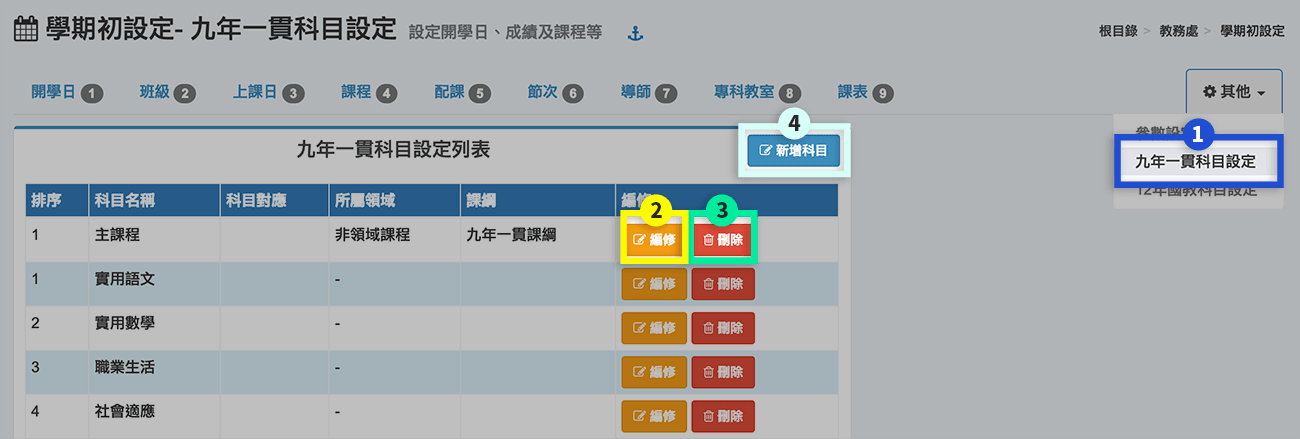 學期初設定- 九年一貫科目設定 設定開學日、成績及課程等
根目錄 > 教務處 > 學期初設定
開學日 1 班級 2 上課日 3 課程 4 配課 5 節次 6 導師 7 專科教室 8 課表 9 其他
4
參數設定
1
九年一貫科目設定列表
新增科目
九年一貫科目設定
12年國教科目設定
排序 科目名稱 科目對應 所屬領域 課綱 編修
2 3
1 主課程 非領域課程 九年一貫課綱 編修 刪除
1 實用語文 - 編修 刪除
2 實用數學 - 編修 刪除
3 職業生活 - 編修 刪除
4 社會適應 - 編修 刪除